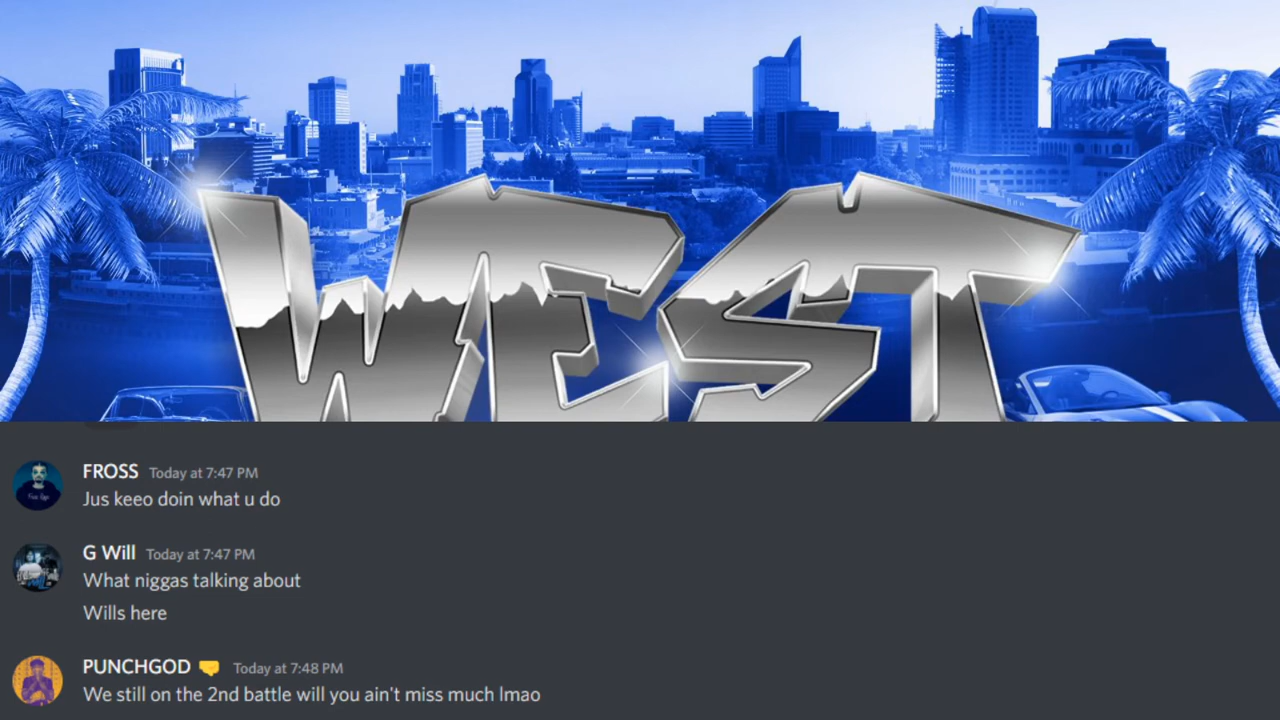 WEST
FROSS Today at 7:47 PM
Jus keeo doin what u do
G Will Today at 7:47 PM
What niggas talking about
Wills here
PUNCHGOD Today at 7:48 PM
We still on the 2nd battle will you ain't miss much lmao